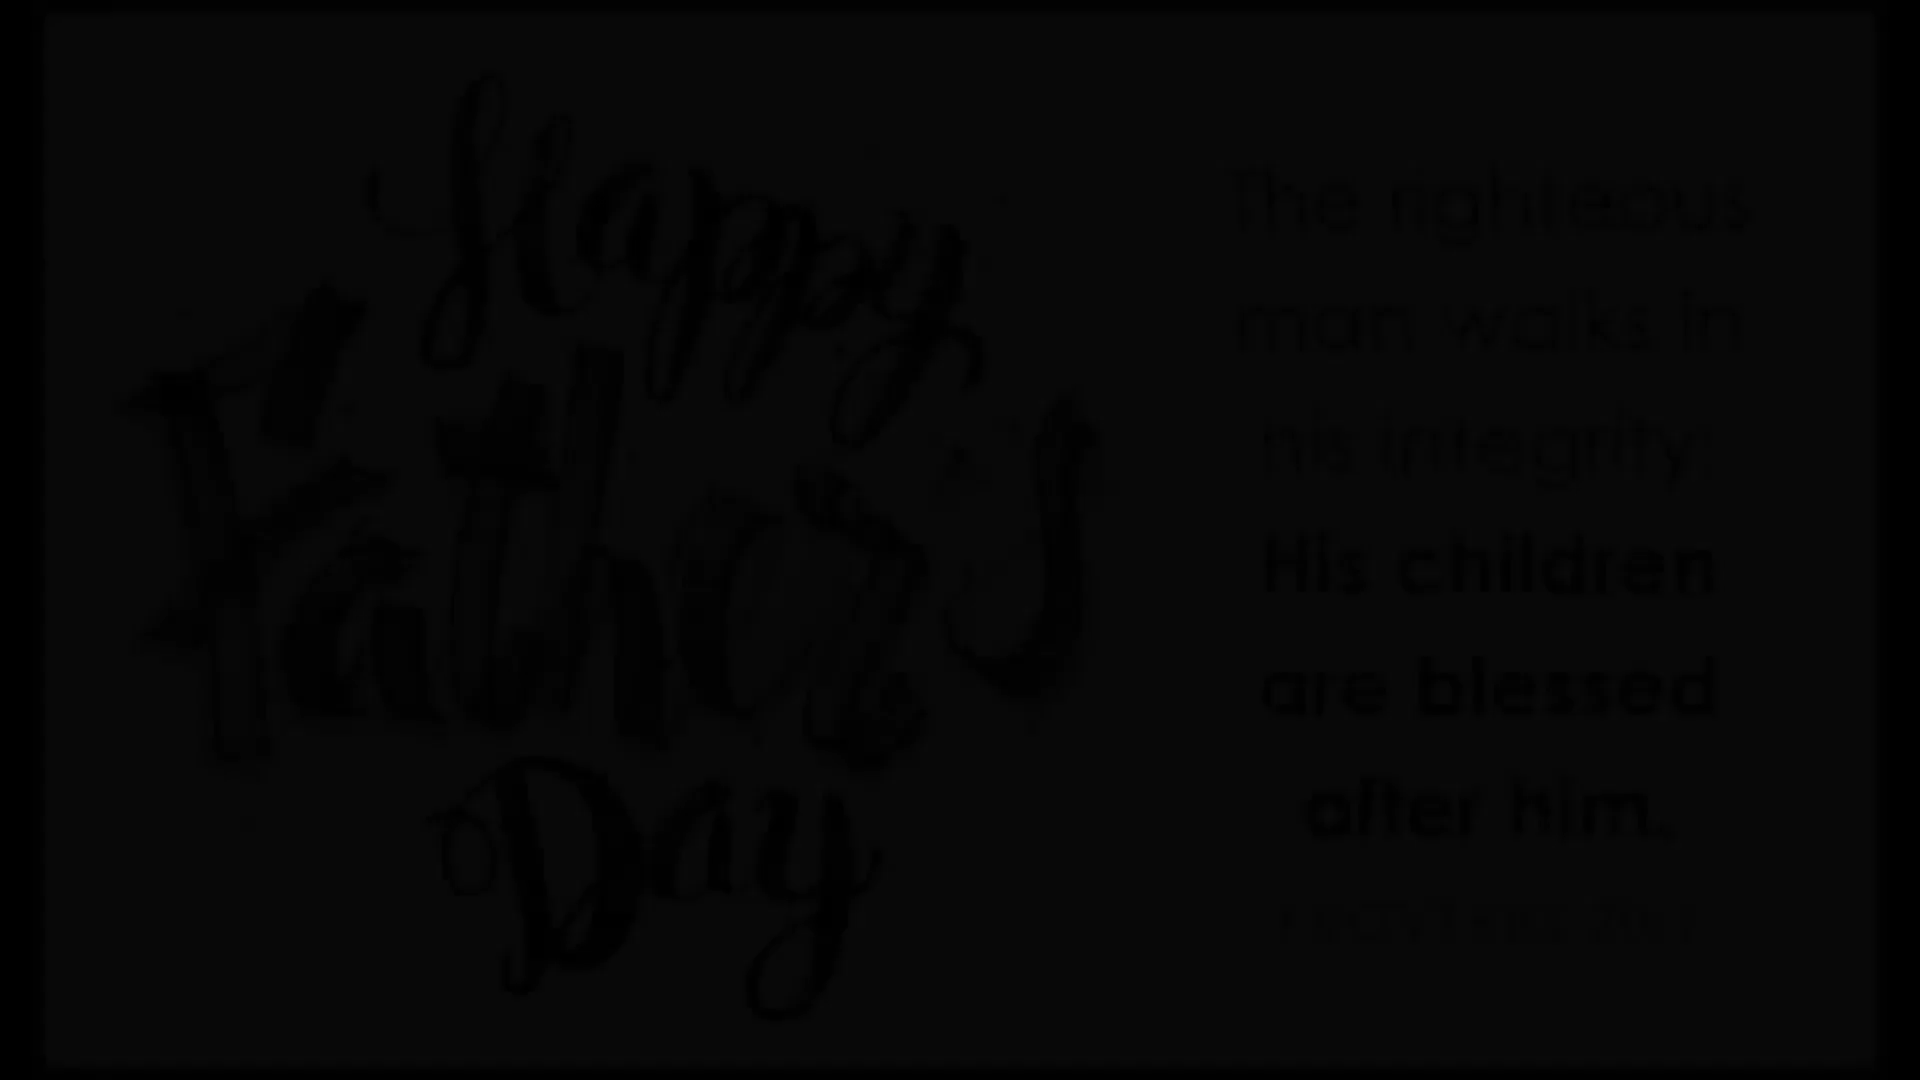 Happy
Father's
Day
The righteous
man walks in
his integrity;
His children
are blessed
after him.